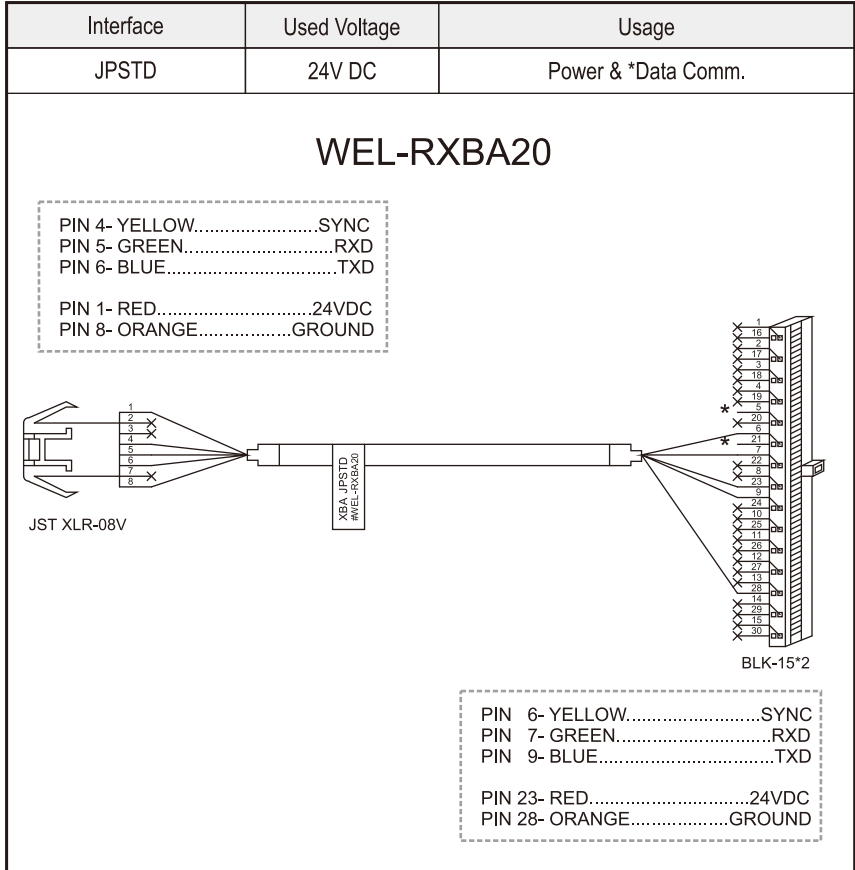 Interface Used Voltage Usage
JPSTD 24V DC Power & *Data Comm.
WEL-RXBA20
PIN 4- YELLOW.......................SYNC
PIN 5- GREEN...........................RXD
PIN 6- BLUE...............................TXD
PIN 1- RED............................24VDC
PIN 8- ORANGE.................GROUND
1
2
3
4
5
6
7
8
JST XLR-08V
XBA JPSTD
#WEL-RXBA20
1
16
2
17
3
18
4
19
* 5
20
6
* 21
7
22
8
23
9
24
10
25
11
26
12
27
13
28
14
29
15
30
BLK-15*2
PIN 6- YELLOW........................SYNC
PIN 7- GREEN............................RXD
PIN 9- BLUE................................TXD
PIN 23- RED.............................24VDC
PIN 28- ORANGE..................GROUND